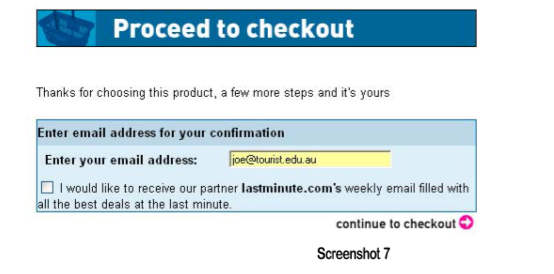 Proceed to checkout
Thanks for choosing this product, a few more steps and it's yours
Enter email address for your confirmation
Enter your email address: joe@tourist.edu.au
I would like to receive our partner lastminute.com's weekly email filled with
all the best deals at the last minute.
continue to checkout
Screenshot 7